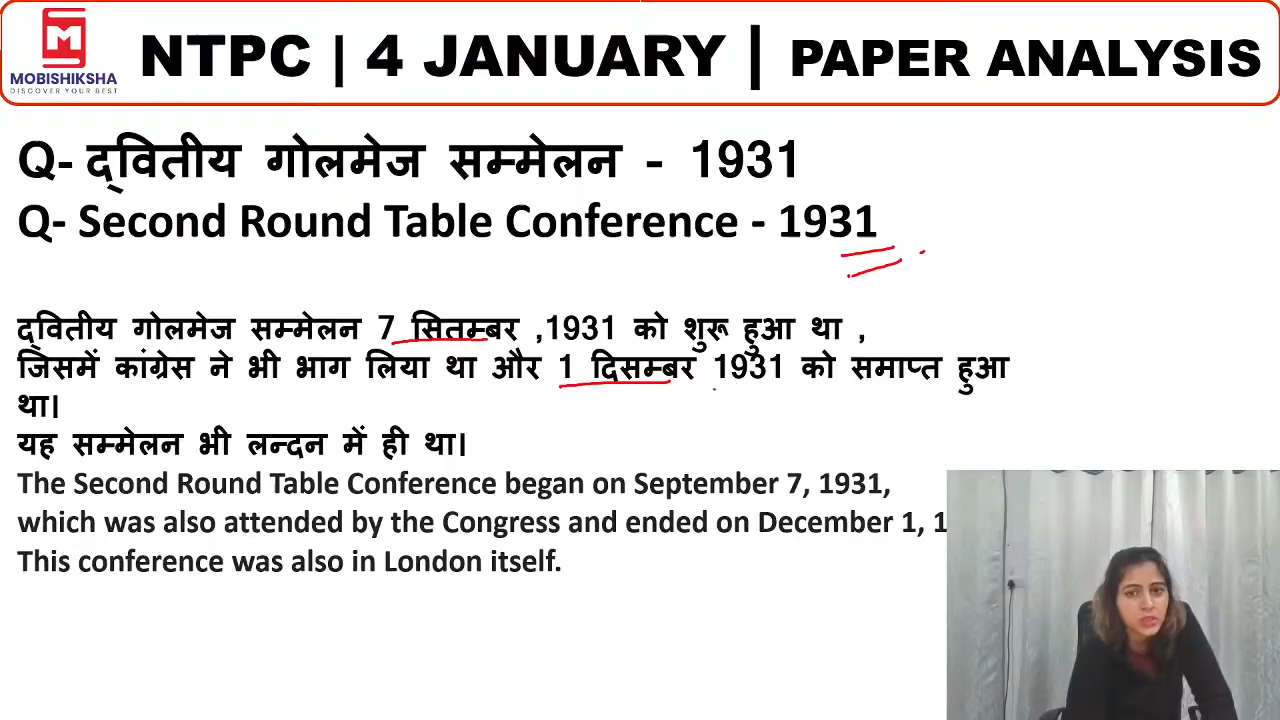 MOBISHIKSHA
DISCOVER YOUR BEST
NTPC | 4 JANUARY | PAPER ANALYSIS
Q- द्वितीय गोलमेज सम्मेलन - 1931
Q- Second Round Table Conference - 1931
द्वितीय गोलमेज सम्मेलन 7 सितम्बर ,1931 को शुरू हुआ था ,
जिसमें कांग्रेस ने भी भाग लिया था और 1 दिसम्बर 1931 को समाप्त हुआ
था।
यह सम्मेलन भी लन्दन में ही था।
The Second Round Table Conference began on September 7, 1931,
which was also attended by the Congress and ended on December 1, 1
This conference was also in London itself.